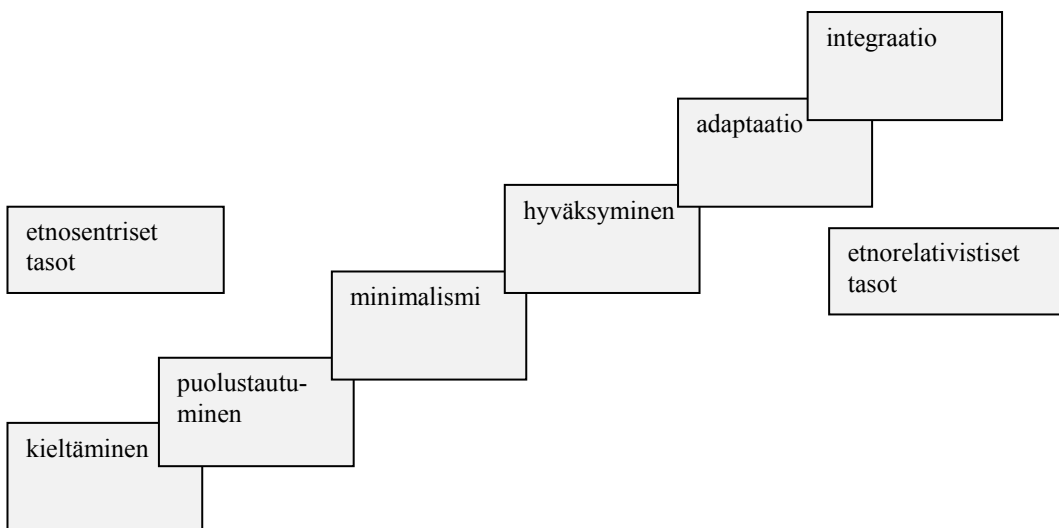 integraatio
adaptaatio
hyväksyminen
etnosentriset
tasot
etnorelativistiset
tasot
minimalismi
puolustautu-
minen
kieltäminen